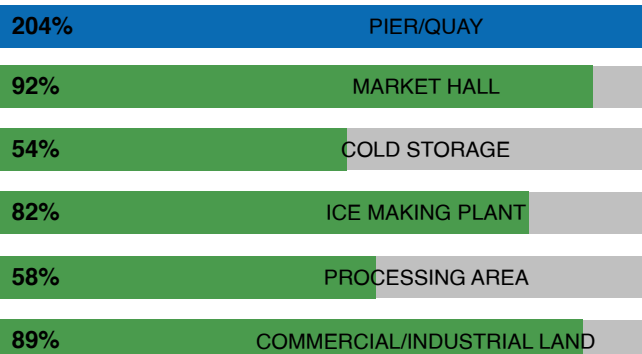 204% PIER/QUAY
92% MARKET HALL
54% COLD STORAGE
82% ICE MAKING PLANT
58% PROCESSING AREA
89% COMMERCIAL/INDUSTRIAL LAND